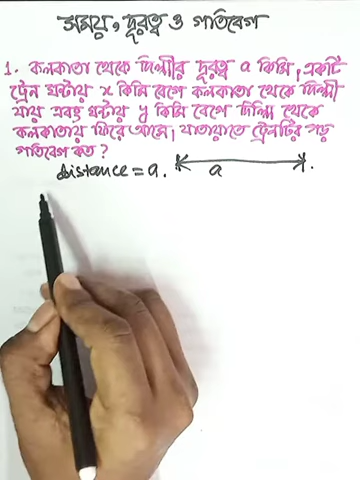 সময়, দূরত্ব ও গতিবেগ
1. কলকাতা থেকে দিল্লীর দূরত্ব a কিমি, একটি
ট্রেন ঘন্টায় x কিমি বেগে কলকাতা থেকে দিল্লী
যায় এবং ঘন্টায় y কিমি বেগে দিল্লি থেকে
কলকাতায় ফিরে আসে, যাতায়াতে ট্রেনটির গড়
গতিবেগ কত ?
distance = a.
a